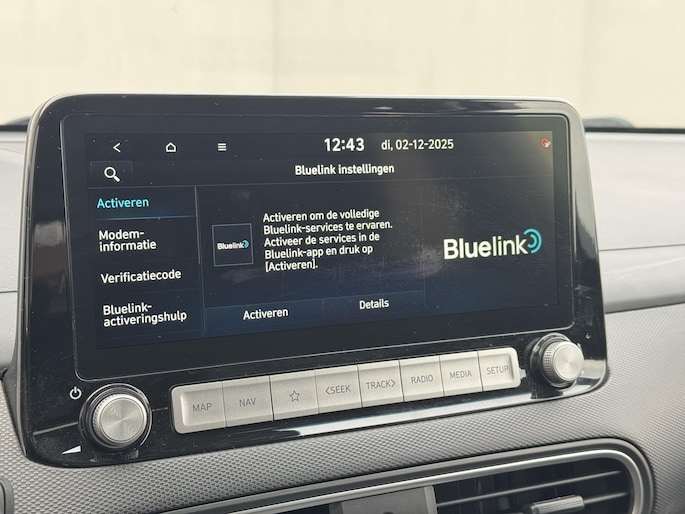 12:43 di, 02-12-2025
Bluelink instellingen
Activeren
Modem-
informatie
Verificatiecode
Bluelink-
activeringshulp
Bluelink
Activeren om de volledige
Bluelink-services te ervaren.
Activeer de services in de
Bluelink-app en druk op
[Activeren].
Bluelink
Activeren Details
MAP NAV <SEEK TRACK> RADIO MEDIA SETUP